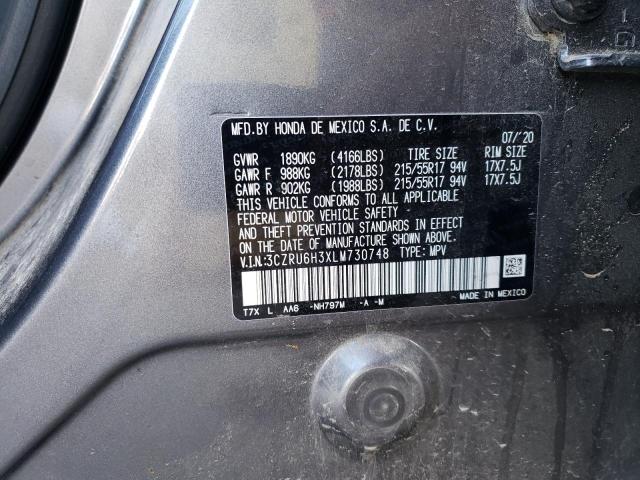 -G
MFD.BY HONDA DE MEXICO S.A. DE C.V. 07/'20
GVWR 1890KG (4166LBS) TIRE SIZE RIM SIZE
GAWR F 988KG (2178LBS) 215/55R17 94V 17X7.5J
GAWR R 902KG (1988LBS) 215/55R17 94V 17X7.5J
THIS VEHICLE CONFORMS TO ALL APPLICABLE
FEDERAL MOTOR VEHICLE SAFETY
AND THEFT PREVENTION STANDARDS IN EFFECT
ON THE DATE OF MANUFACTURE SHOWN ABOVE.
V.I.N:3CZRU6H3XLM730748 TYPE: MPV
T7X L AA6 -NH797M -A -M MADE IN MEXICO